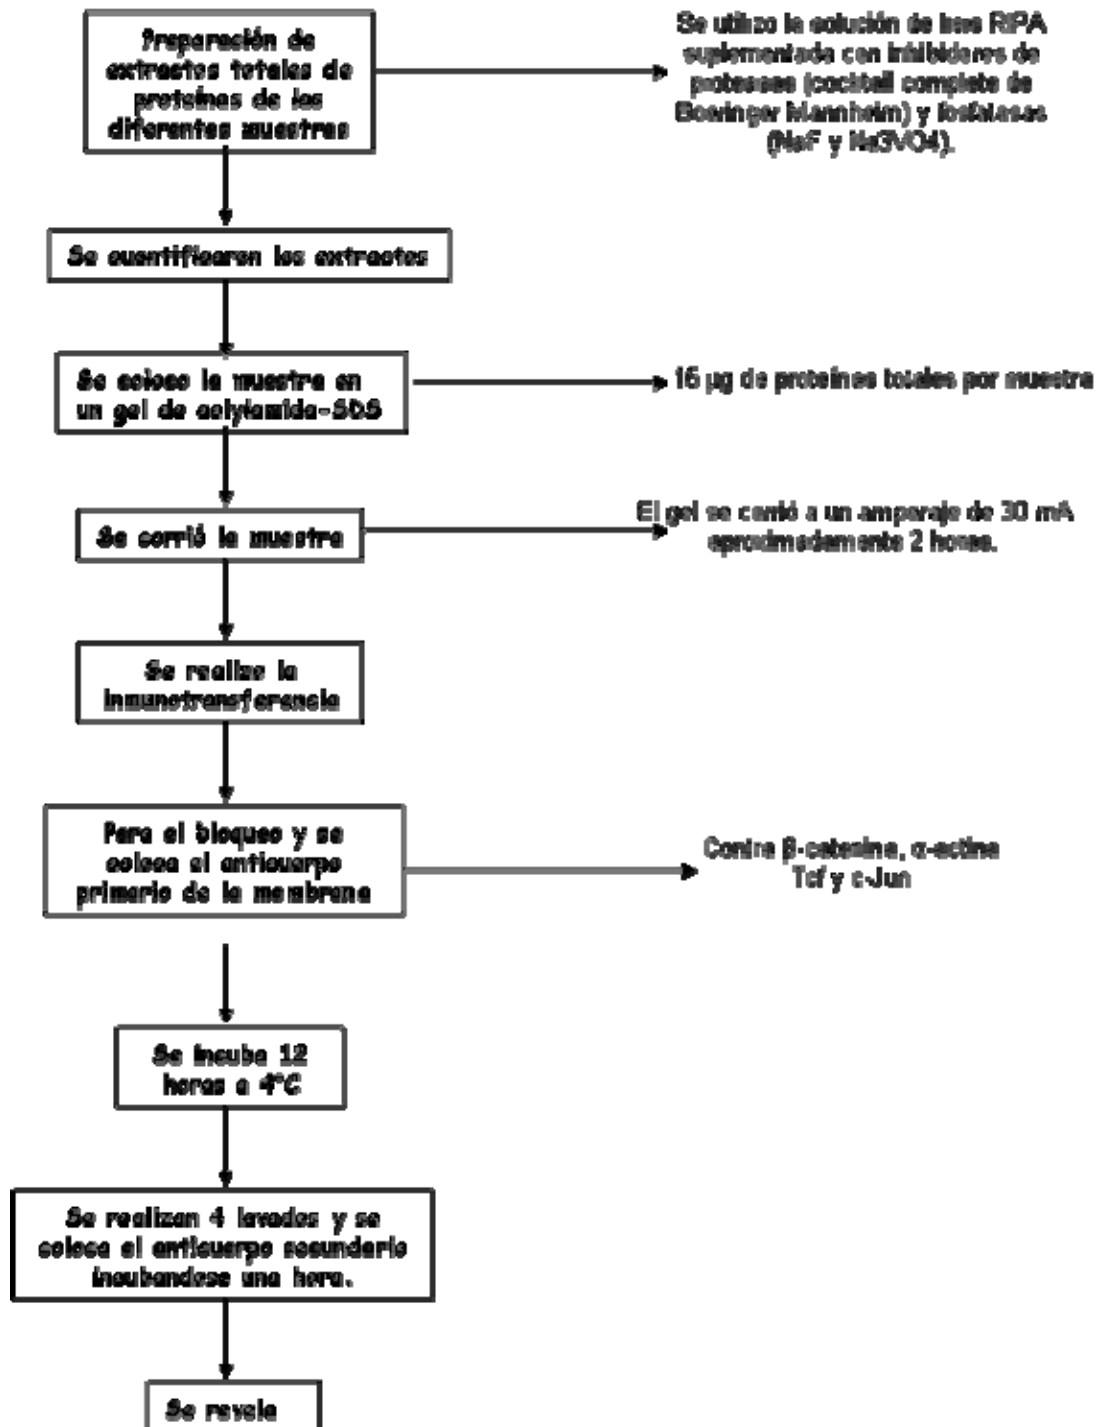 Preparación de
extractos totales de
proteínas de las
diferentes muestras
Se utilizo la solución de lisis RIPA
suplementada con inhibidores de
proteasas (cocktail complete de
Boeringer Mannheim) y fosfatasas
(NaF y Na3VO4).
Se cuantificaron los extractos
Se coloco la muestra en
un gel de
15 µg de proteínas totales por muestra
Se corrió la muestra
El gel se corrió a un amperaje de 30 mA
aproximadamente 2 horas.
Se realizo la
inmunotransferencia
Para el bloqueo y se
coloca el anticuerpo
primario de la membrana
Contra β-catenina, α-actina
Tcf y c-Jun
Se incuba 12
horas a 4°C
Se realizan 4 lavados y se
coloca el anticuerpo secundario
incubandose una hora.
Se revela